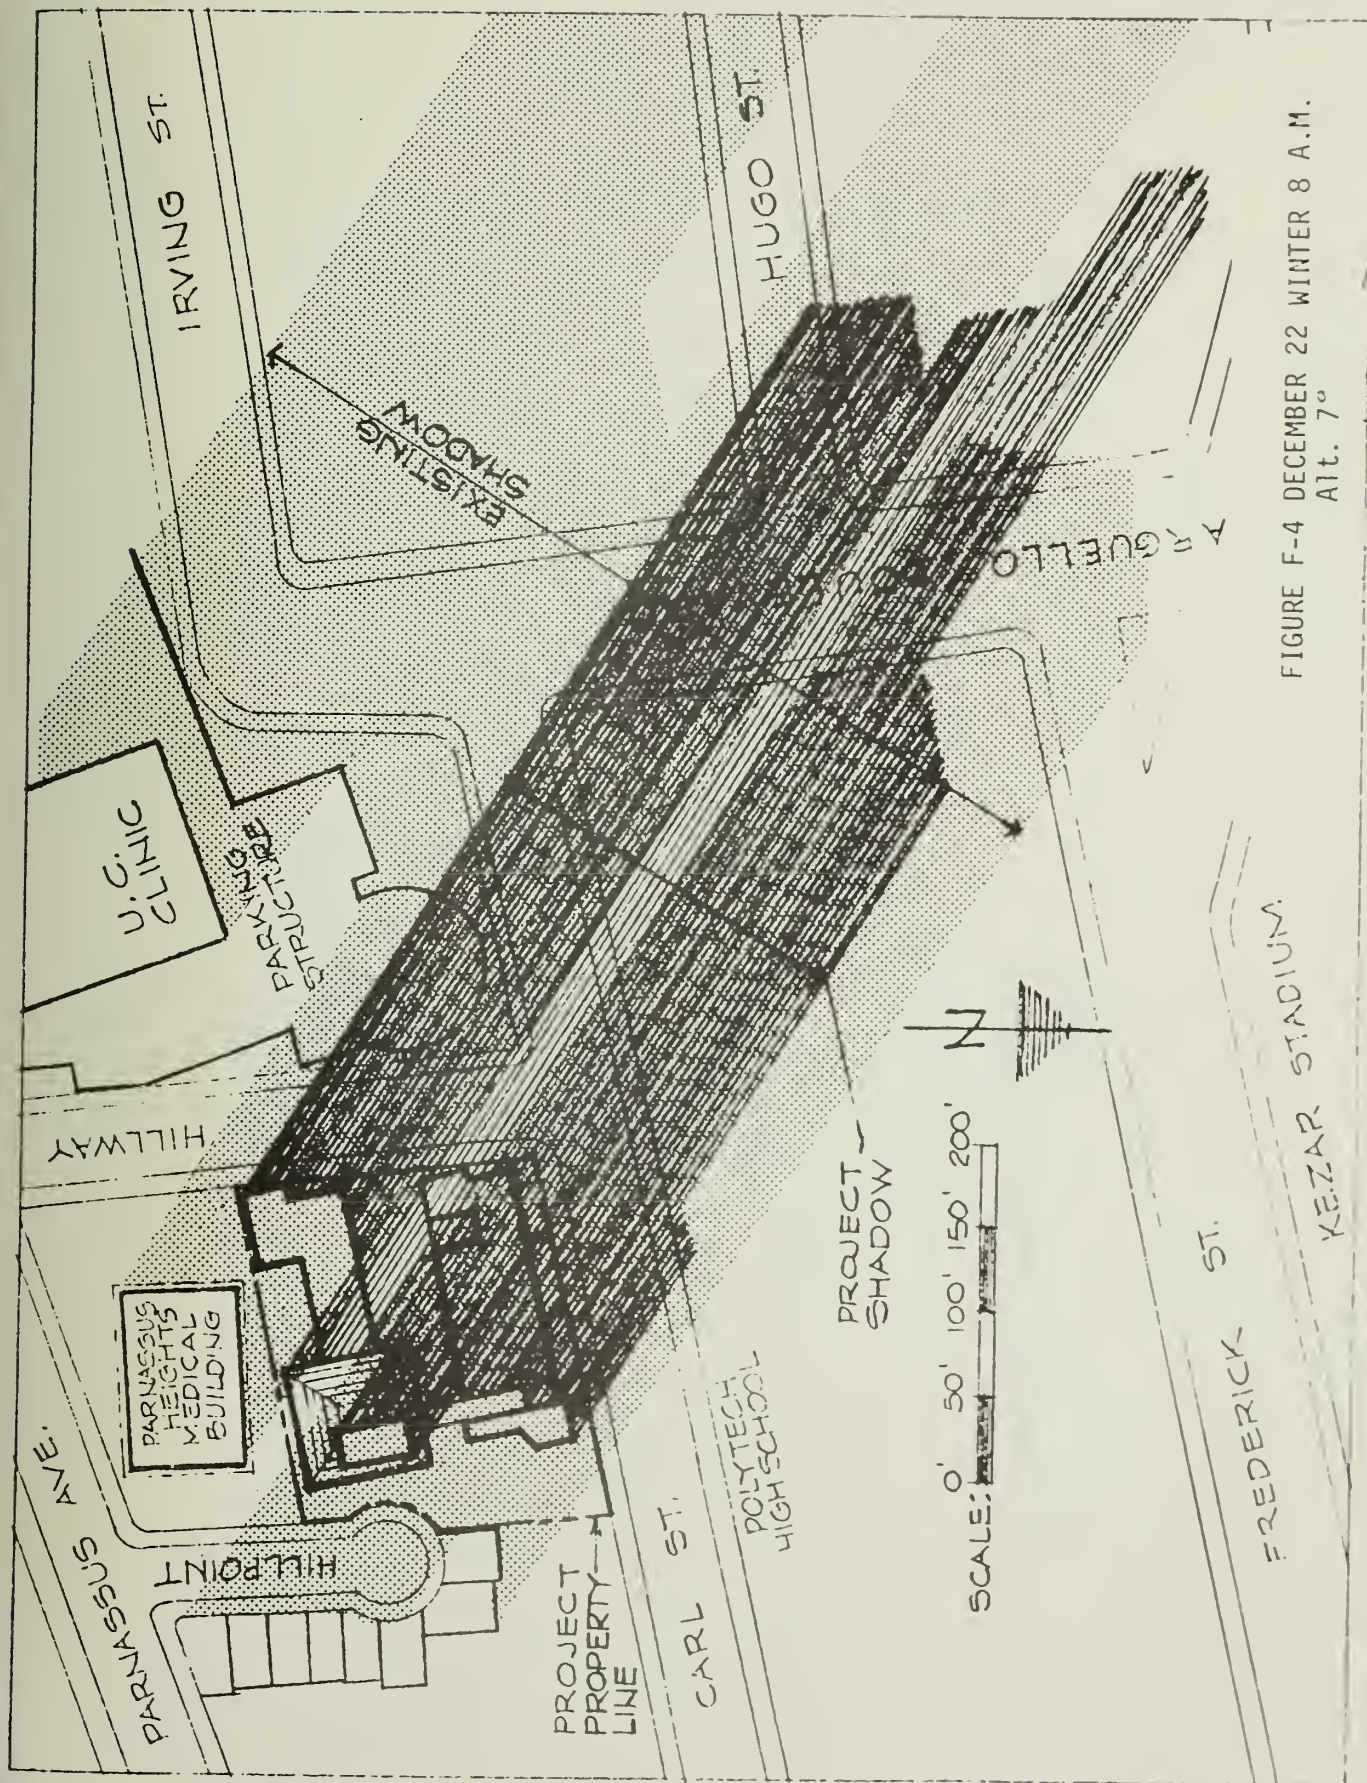 IRVING ST.
HUGO ST.
EXISTING
SHADOW
U.C.
CLINIC
PARKING
STRUCTURE
HILLWAY
GUELLO
PARNASSUS
HEIGHTS
MEDICAL
BUILDING
PARNASSUS AVE.
HILLPOINT
PROJECT
PROPERTY
LINE
CARL ST.
POLYTECH
HIGH SCHOOL
PROJECT
SHADOW
N
SCALE: 0' 50' 100' 150' 200'
FREDERICK ST.
KEZAR STADIUM
FIGURE F-4 DECEMBER 22 WINTER 8 A.M.
Alt. 7°